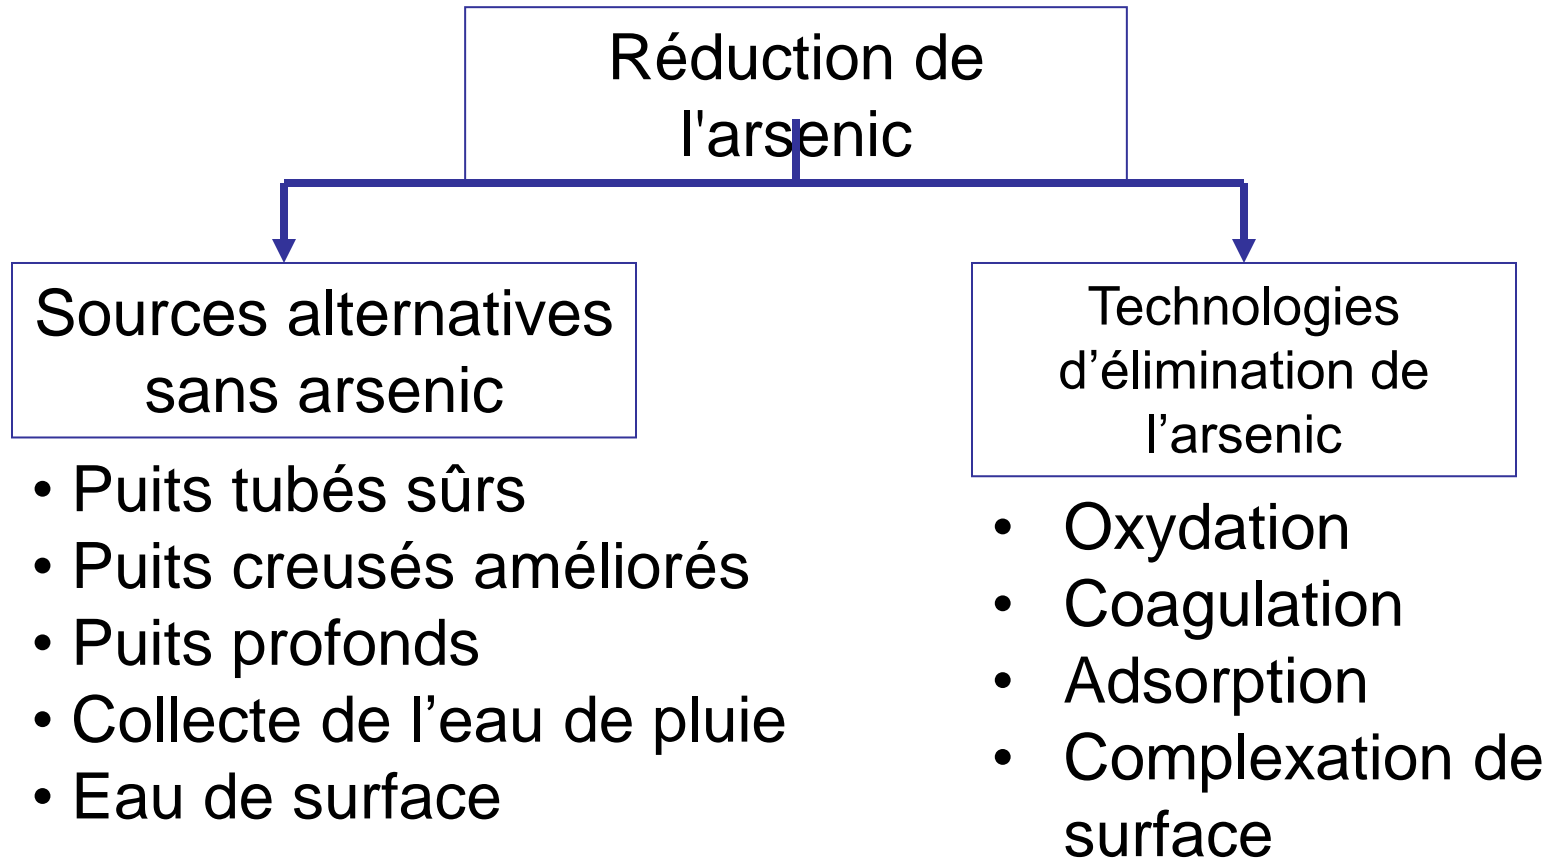 Réduction de
l'arsenic
Sources alternatives
sans arsenic
• Puits tubés sûrs
• Puits creusés améliorés
• Puits profonds
• Collecte de l’eau de pluie
• Eau de surface
Technologies
d’élimination de
l’arsenic
• Oxydation
• Coagulation
• Adsorption
• Complexation de
surface